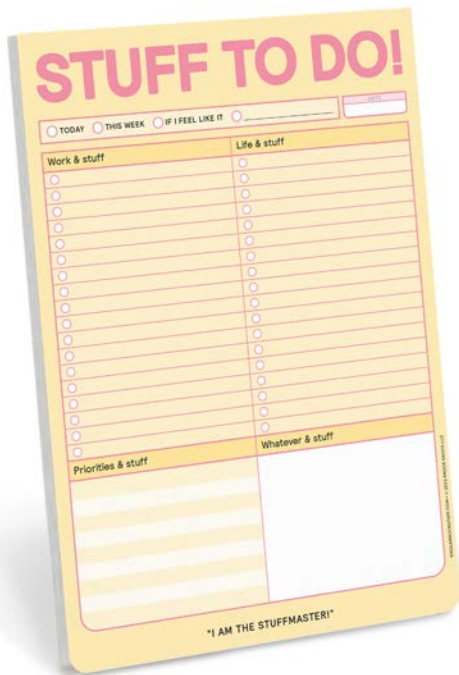 STUFF TO DO!
TODAY THIS WEEK IF I FEEL LIKE IT
DATE
Work & stuff
Life & stuff
Priorities & stuff
Whatever & stuff
"I AM THE STUFFMASTER!"